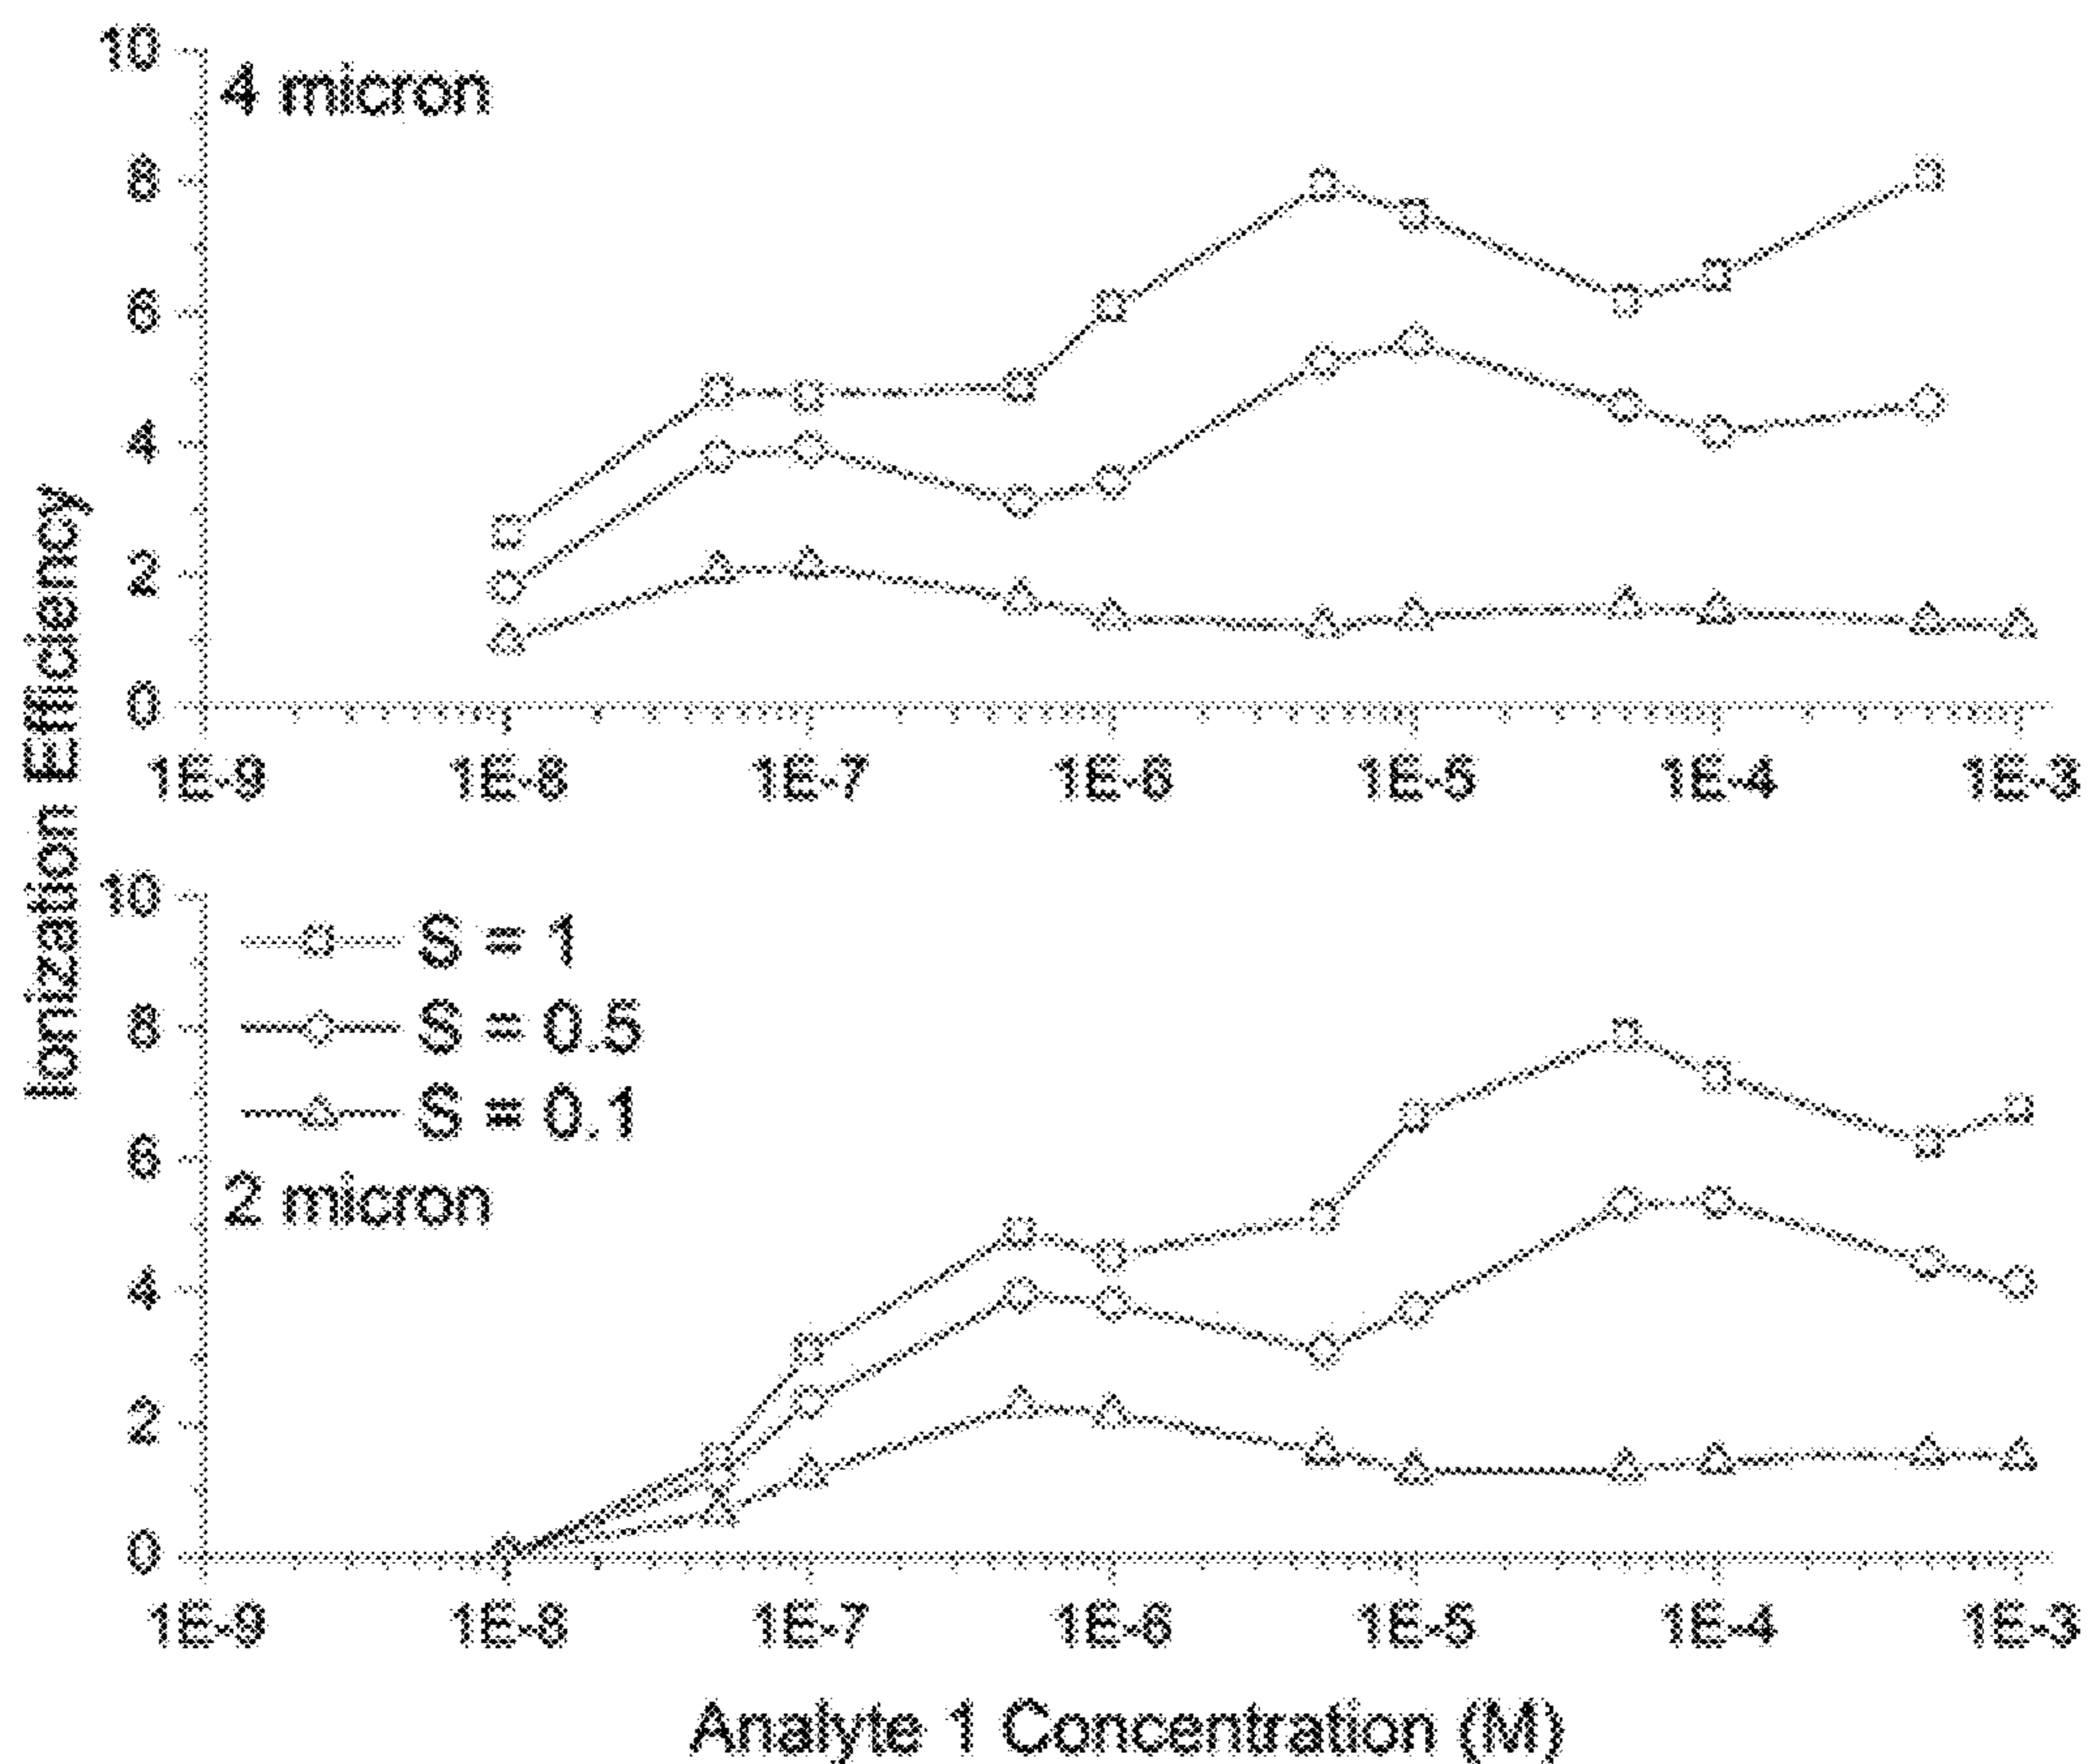 10
4 micron
8
6
4
2
0
1E-9 1E-8 1E-7 1E-6 1E-5 1E-4 1E-3
Ionization Efficiency
10
S = 1
8
S = 0.5
S = 0.1
6
2 micron
4
2
0
1E-9 1E-8 1E-7 1E-6 1E-5 1E-4 1E-3
Analyte 1 Concentration (M)